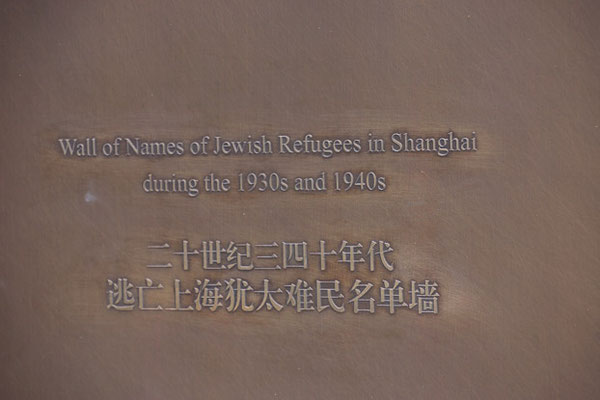 Wall of Names of Jewish Refugees in Shanghai
during the 1930s and 1940s
二十世纪三四十年代
逃亡上海犹太难民名单墙